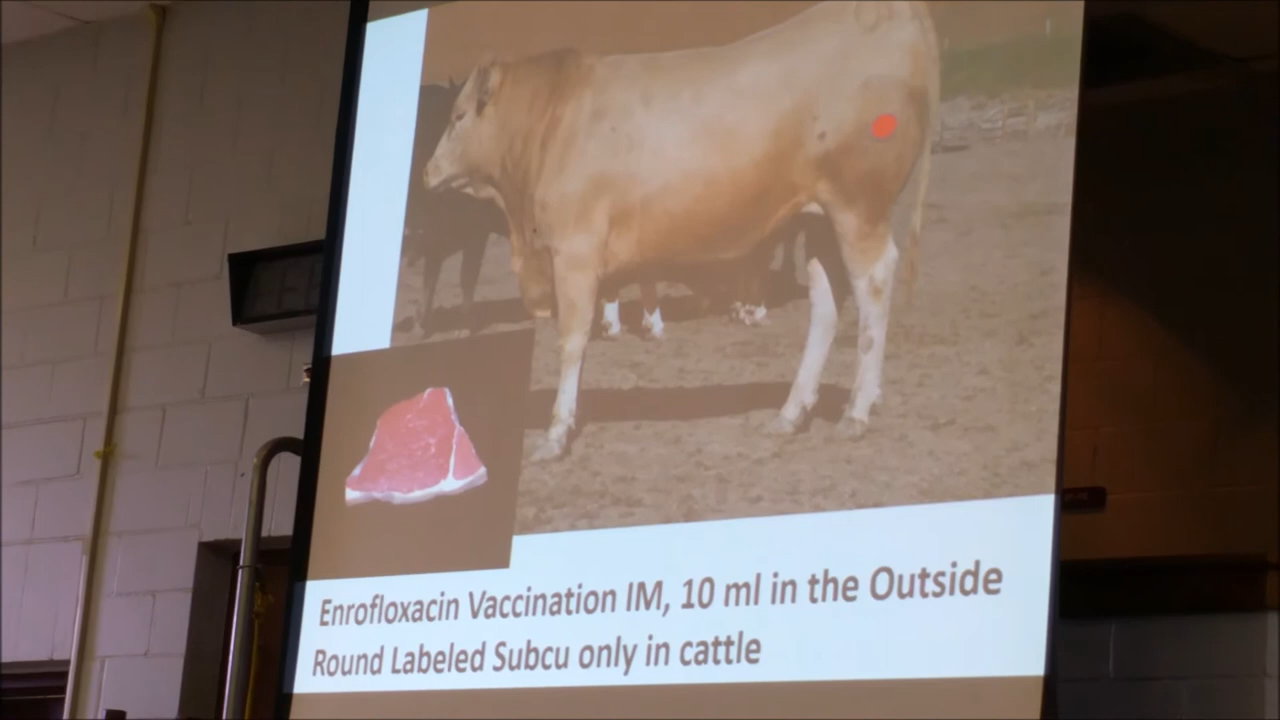 Enrofloxacin Vaccination IM, 10 ml in the Outside
Round Labeled Subcu only in cattle